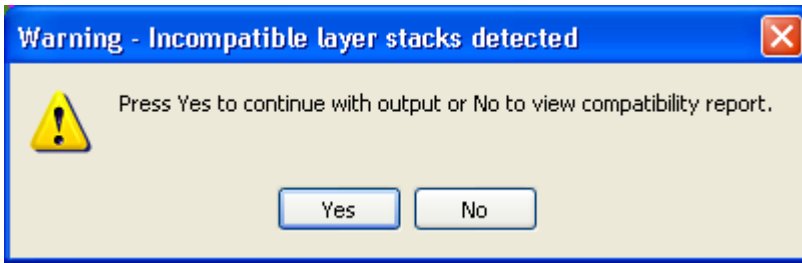 Warning - Incompatible layer stacks detected
Press Yes to continue with output or No to view compatibility report.
Yes
No